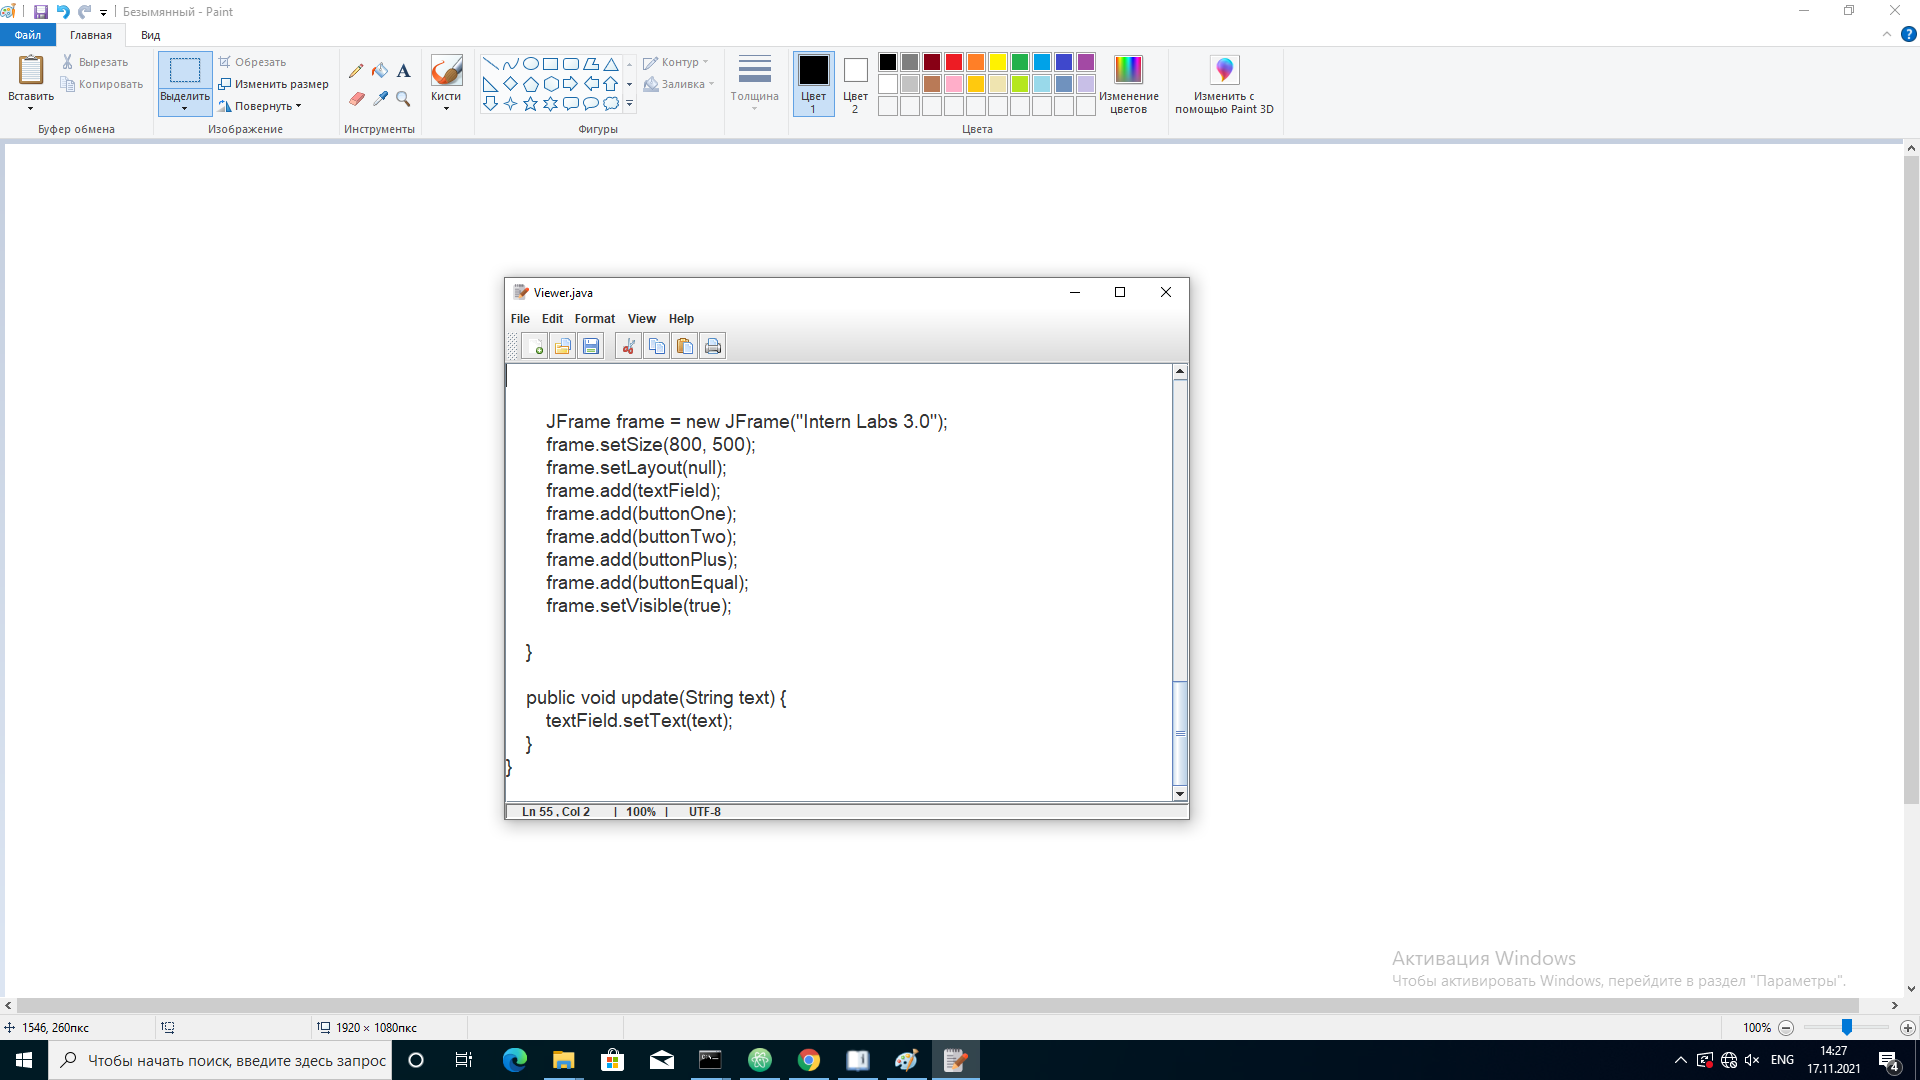 Безымянный - Paint
Файл
Главная
Вид
Вставить
Вырезать
Копировать
Буфер обмена
Выделить
Обрезать
Изменить размер
Повернуть
Изображение
A
Инструменты
Кисти
Контур
Заливка
Фигуры
Толщина
Цвет 1
Цвет 2
Изменение цветов
Цвета
Изменить с помощью Paint 3D
Viewer.java
File Edit Format View Help
JFrame frame = new JFrame("Intern Labs 3.0");
frame.setSize(800, 500);
frame.setLayout(null);
frame.add(textField);
frame.add(buttonOne);
frame.add(buttonTwo);
frame.add(buttonPlus);
frame.add(buttonEqual);
frame.setVisible(true);
}
public void update(String text) {
textField.setText(text);
}
}
Ln 55 , Col 2 | 100% | UTF-8
Активация Windows
Чтобы активировать Windows, перейдите в раздел "Параметры".
1546, 260пкс
1920 × 1080пкс
100%
Чтобы начать поиск, введите здесь запрос
ENG
14:27
17.11.2021
4